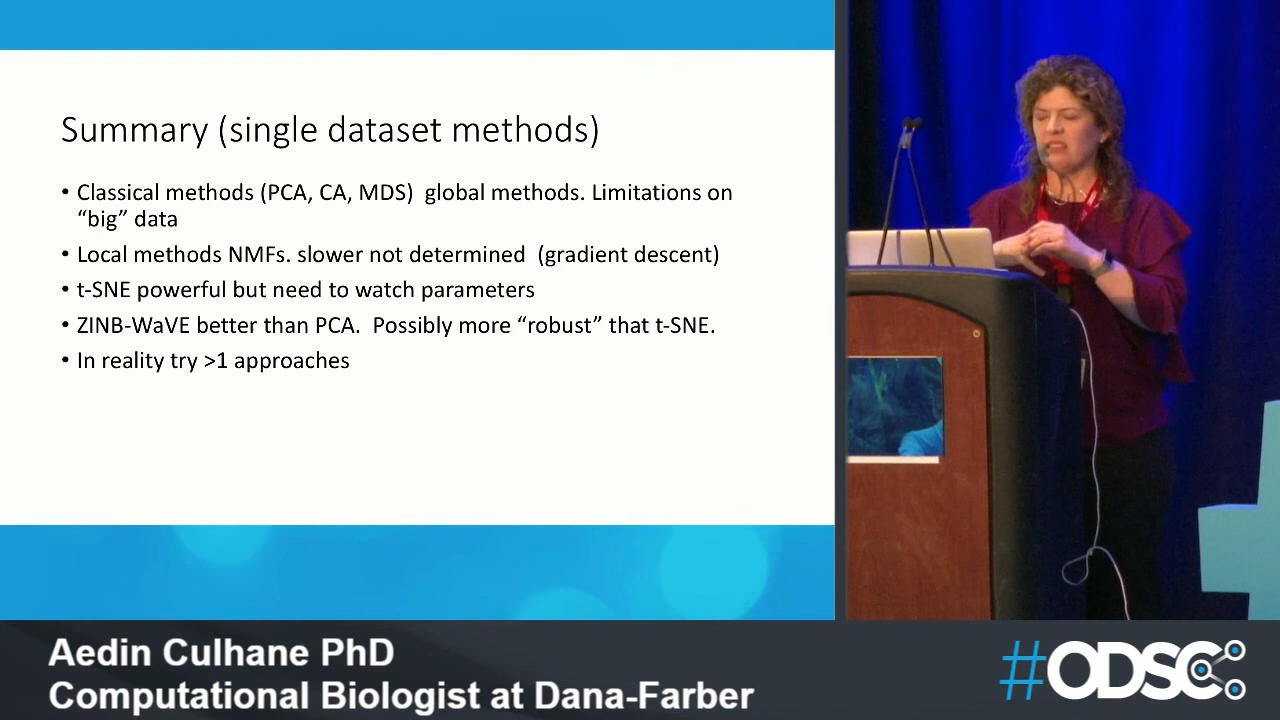 Summary (single dataset methods)
• Classical methods (PCA, CA, MDS)  global methods. Limitations on
“big” data
• Local methods NMFs. slower not determined  (gradient descent)
• t-SNE powerful but need to watch parameters
• ZINB-WaVE better than PCA.  Possibly more “robust” that t-SNE.
• In reality try >1 approaches
Aedin Culhane PhD
Computational Biologist at Dana-Farber
#ODSC